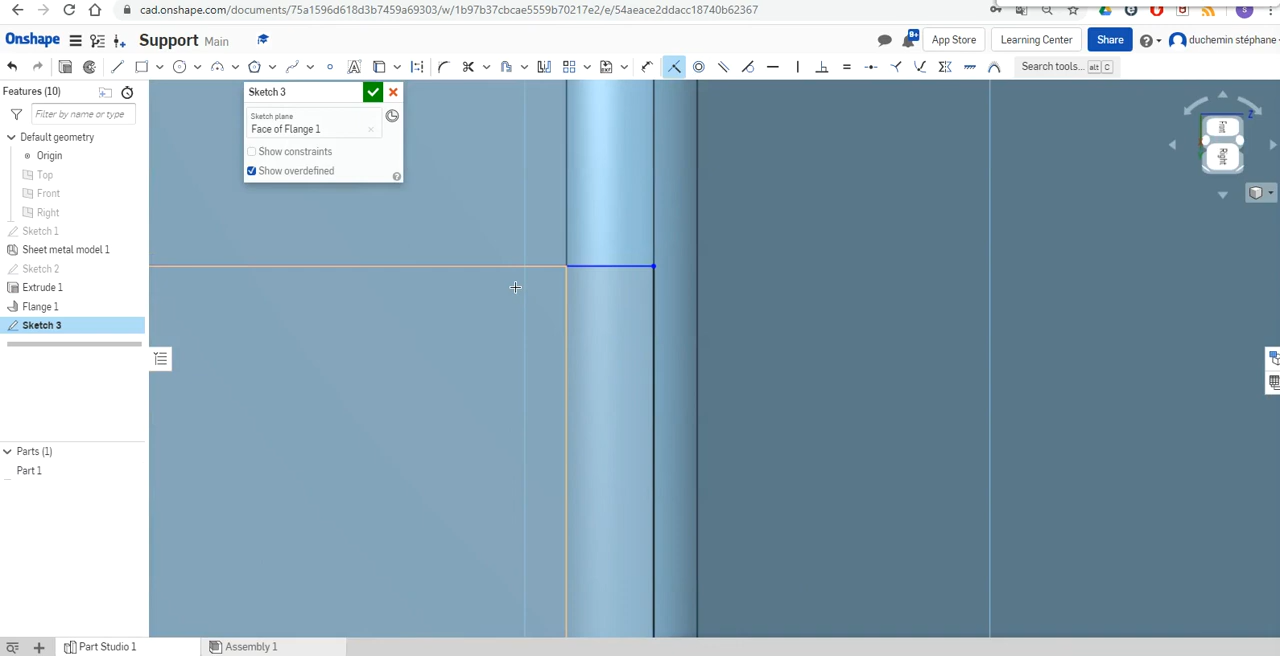 cad.onshape.com/documents/75a1596d618d3b7459a69303/w/1b97b37cbcae5559b70217e2/e/54aeace2ddacc18740b62367
Onshape Support Main 9+ App Store Learning Center Share duchemin stéphane
Search tools... alt C
Features (10)
Filter by name or type
Default geometry
Origin
Top
Front
Right
Sketch 1
Sheet metal model 1
Sketch 2
Extrude 1
Flange 1
Sketch 3
Parts (1)
Part 1
Sketch 3
Sketch plane
Face of Flange 1
Show constraints
Show overdefined
Z
Front
Right
Part Studio 1 Assembly 1